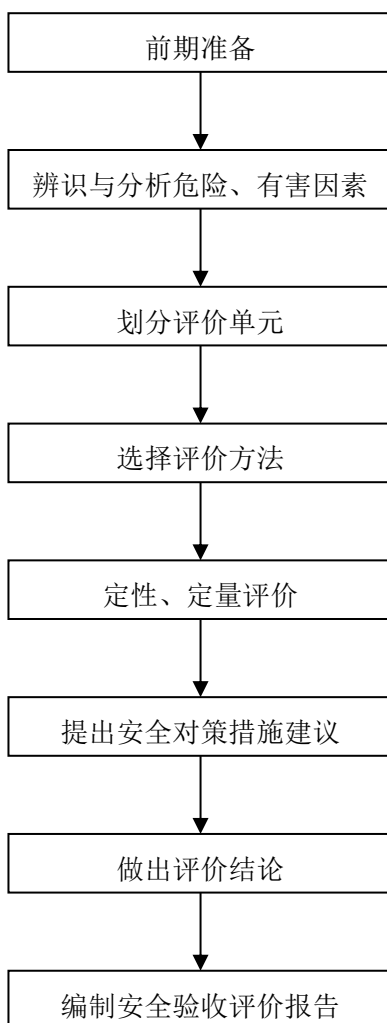 前期准备
辨识与分析危险、有害因素
划分评价单元
选择评价方法
定性、定量评价
提出安全对策措施建议
做出评价结论
编制安全验收评价报告